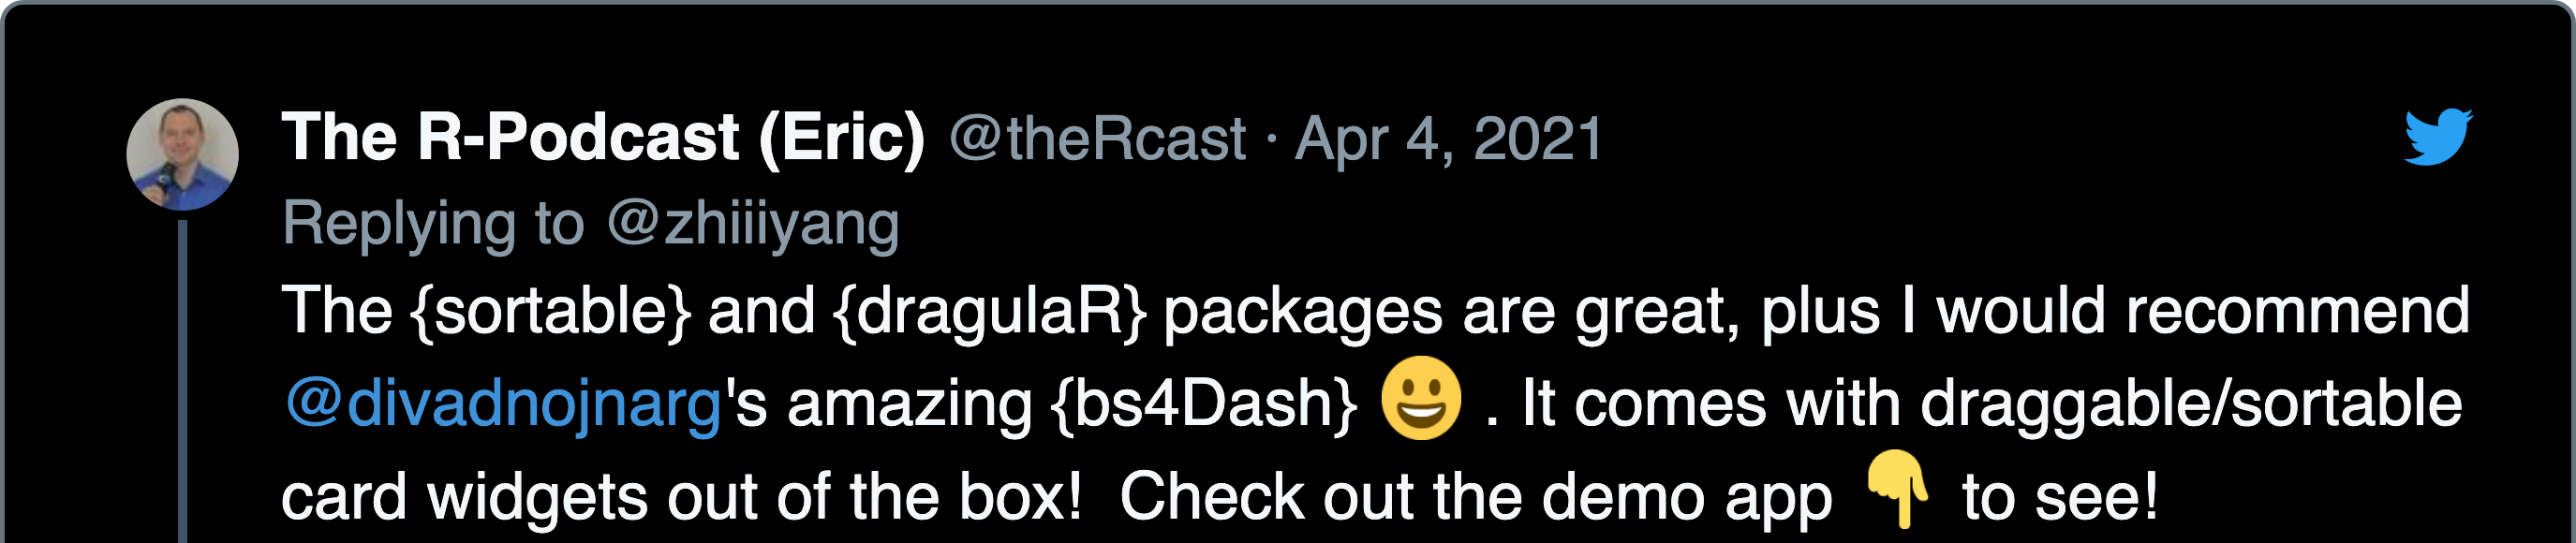 The R-Podcast (Eric) @theRcast · Apr 4, 2021
Replying to @zhiiiyang
The {sortable} and {dragulaR} packages are great, plus I would recommend
@divadnojnarg's amazing {bs4Dash} 😃 . It comes with draggable/sortable
card widgets out of the box!  Check out the demo app 👇 to see!